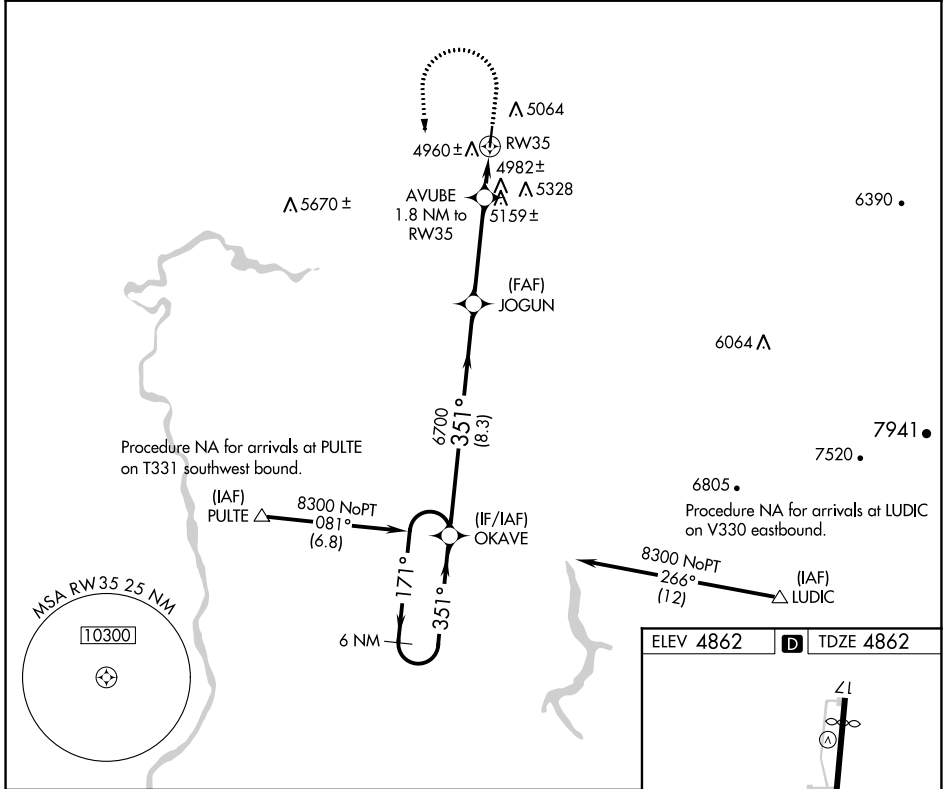 5064
RW35
4960±
4982±
5328
AVUBE
1.8 NM to
RW35
5159±
5670±
6390
(FAF)
JOGUN
6064
6700
351°
(8.3)
7941
7520
6805
Procedure NA for arrivals at PULTE
on T331 southwest bound.
(IAF)
PULTE
8300 NoPT
081°
(6.8)
(IF/IAF)
OKAVE
Procedure NA for arrivals at LUDIC
on V330 eastbound.
8300 NoPT
266°
(12)
(IAF)
LUDIC
171°
351°
6 NM
MSA RW35 25 NM
10300
ELEV 4862
D
TDZE 4862
17